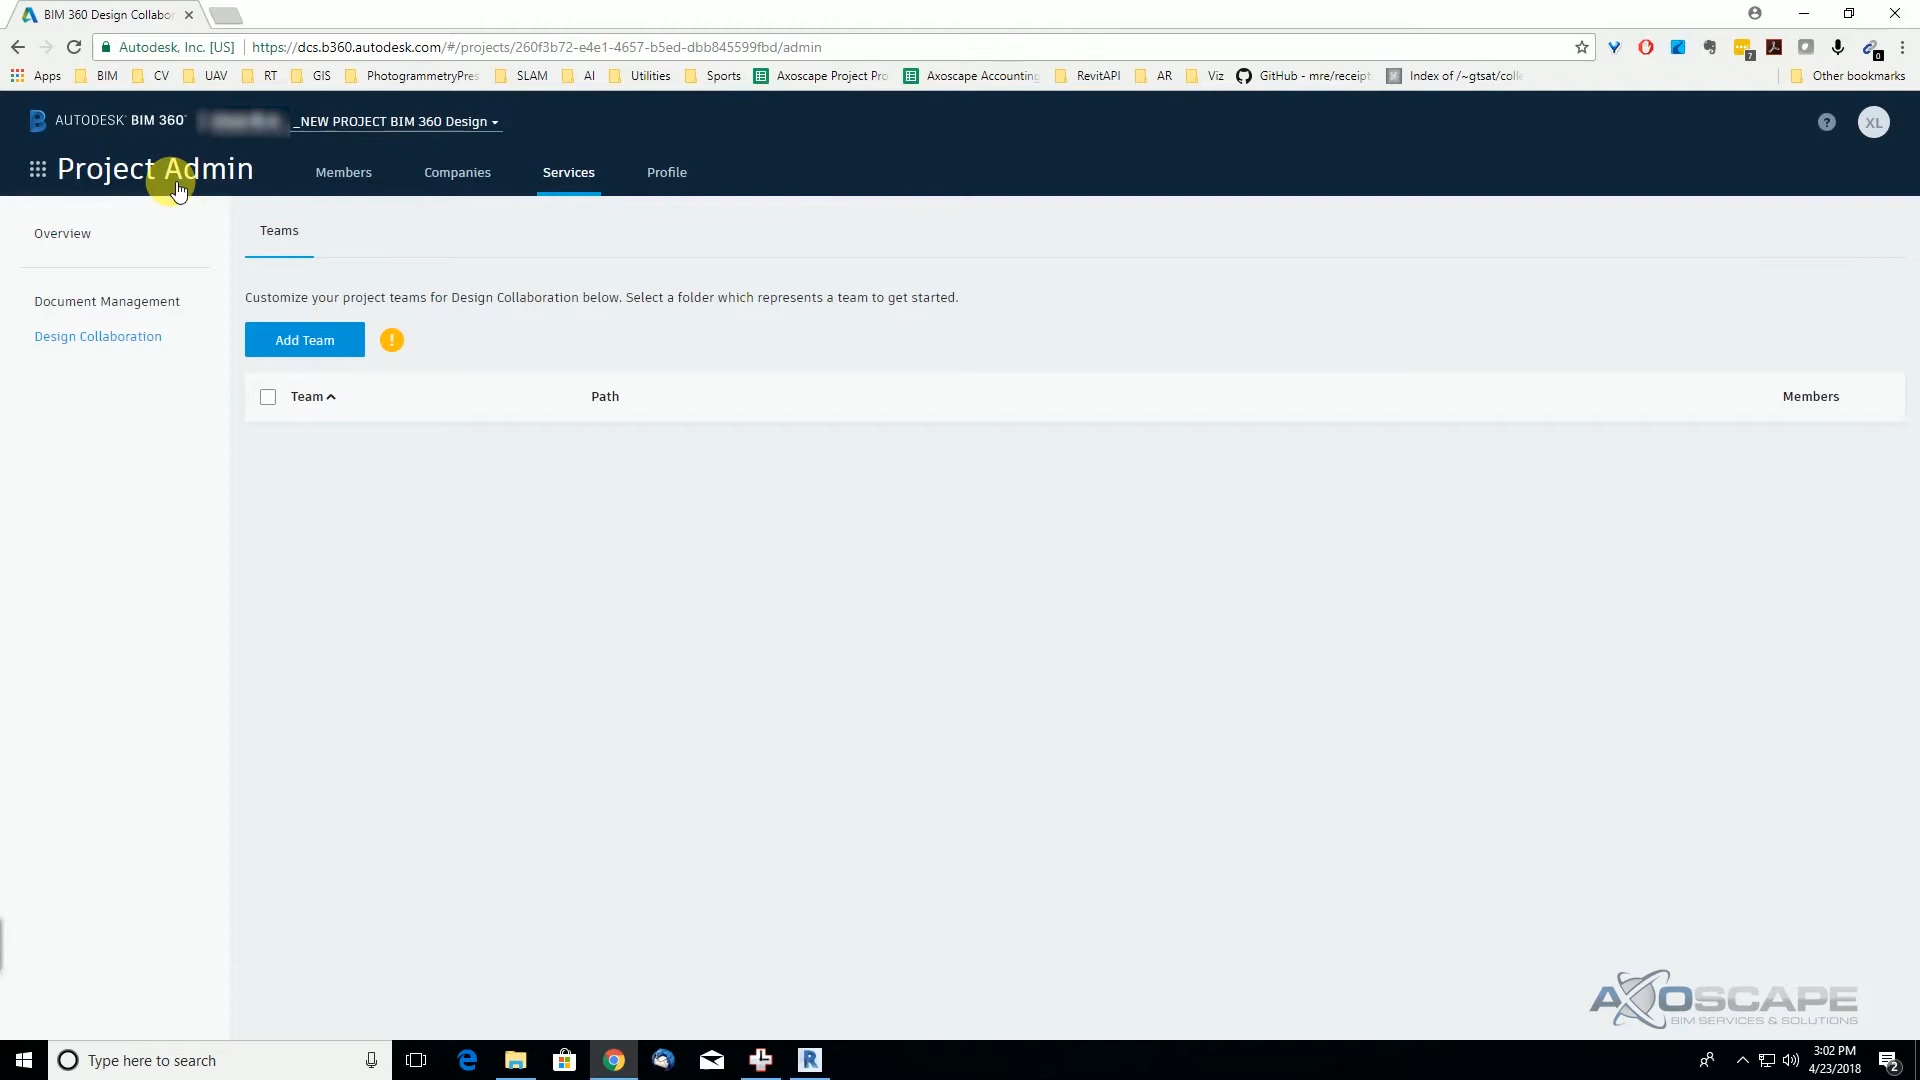 BIM 360 Design Collabor
Autodesk, Inc. [US] https://dcs.b360.autodesk.com/#/projects/260f3b72-e4e1-4657-b5ed-dbb845599fbd/admin
Apps BIM CV UAV RT GIS PhotogrammetryPres SLAM AI Utilities Sports Axoscape Project Pro Axoscape Accounting RevitAPI AR Viz GitHub - mre/receipt Index of /~gtsat/colle Other bookmarks
AUTODESK® BIM 360™ _NEW PROJECT BIM 360 Design ? XL
Project Admin Members Companies Services Profile
Overview
Teams
Document Management
Design Collaboration
Customize your project teams for Design Collaboration below. Select a folder which represents a team to get started.
Add Team !
Team Path Members
AXOSCAPE
BIM SERVICES & SOLUTIONS
Type here to search
3:02 PM
4/23/2018
2